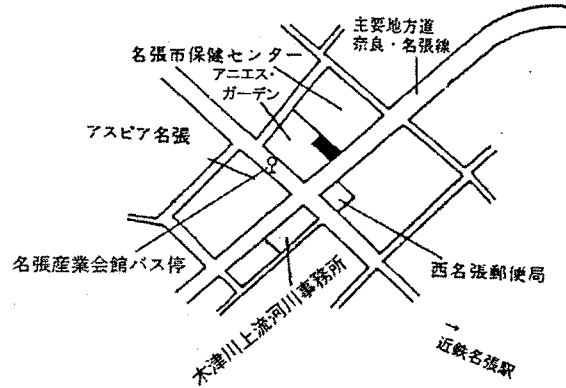 主要地方道
奈良・名張線
名張市保健センター
アニエス・
ガーデン
アスピア名張
名張産業会館バス停
西名張郵便局
木津川上流河川事務所
→
近鉄名張駅